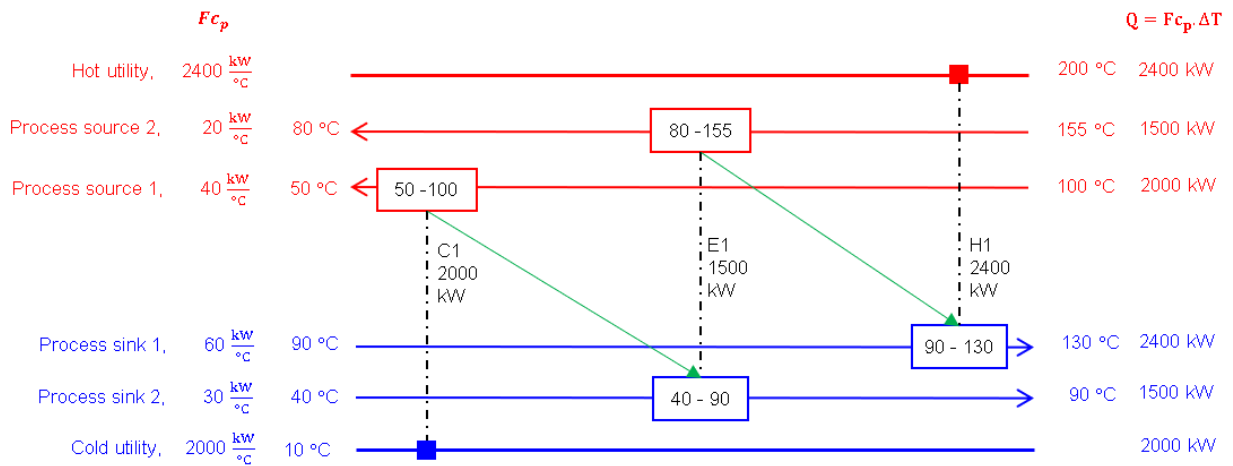 Fcp Q = Fcp.ΔT
Hot utility, 2400 kW/°C 200 °C 2400 kW
Process source 2, 20 kW/°C 80 °C 80 -155 155 °C 1500 kW
Process source 1, 40 kW/°C 50 °C 50 -100 100 °C 2000 kW
C1
2000
kW
E1
1500
kW
H1
2400
kW
Process sink 1, 60 kW/°C 90 °C 90 - 130 130 °C 2400 kW
Process sink 2, 30 kW/°C 40 °C 40 - 90 90 °C 1500 kW
Cold utility, 2000 kW/°C 10 °C 2000 kW